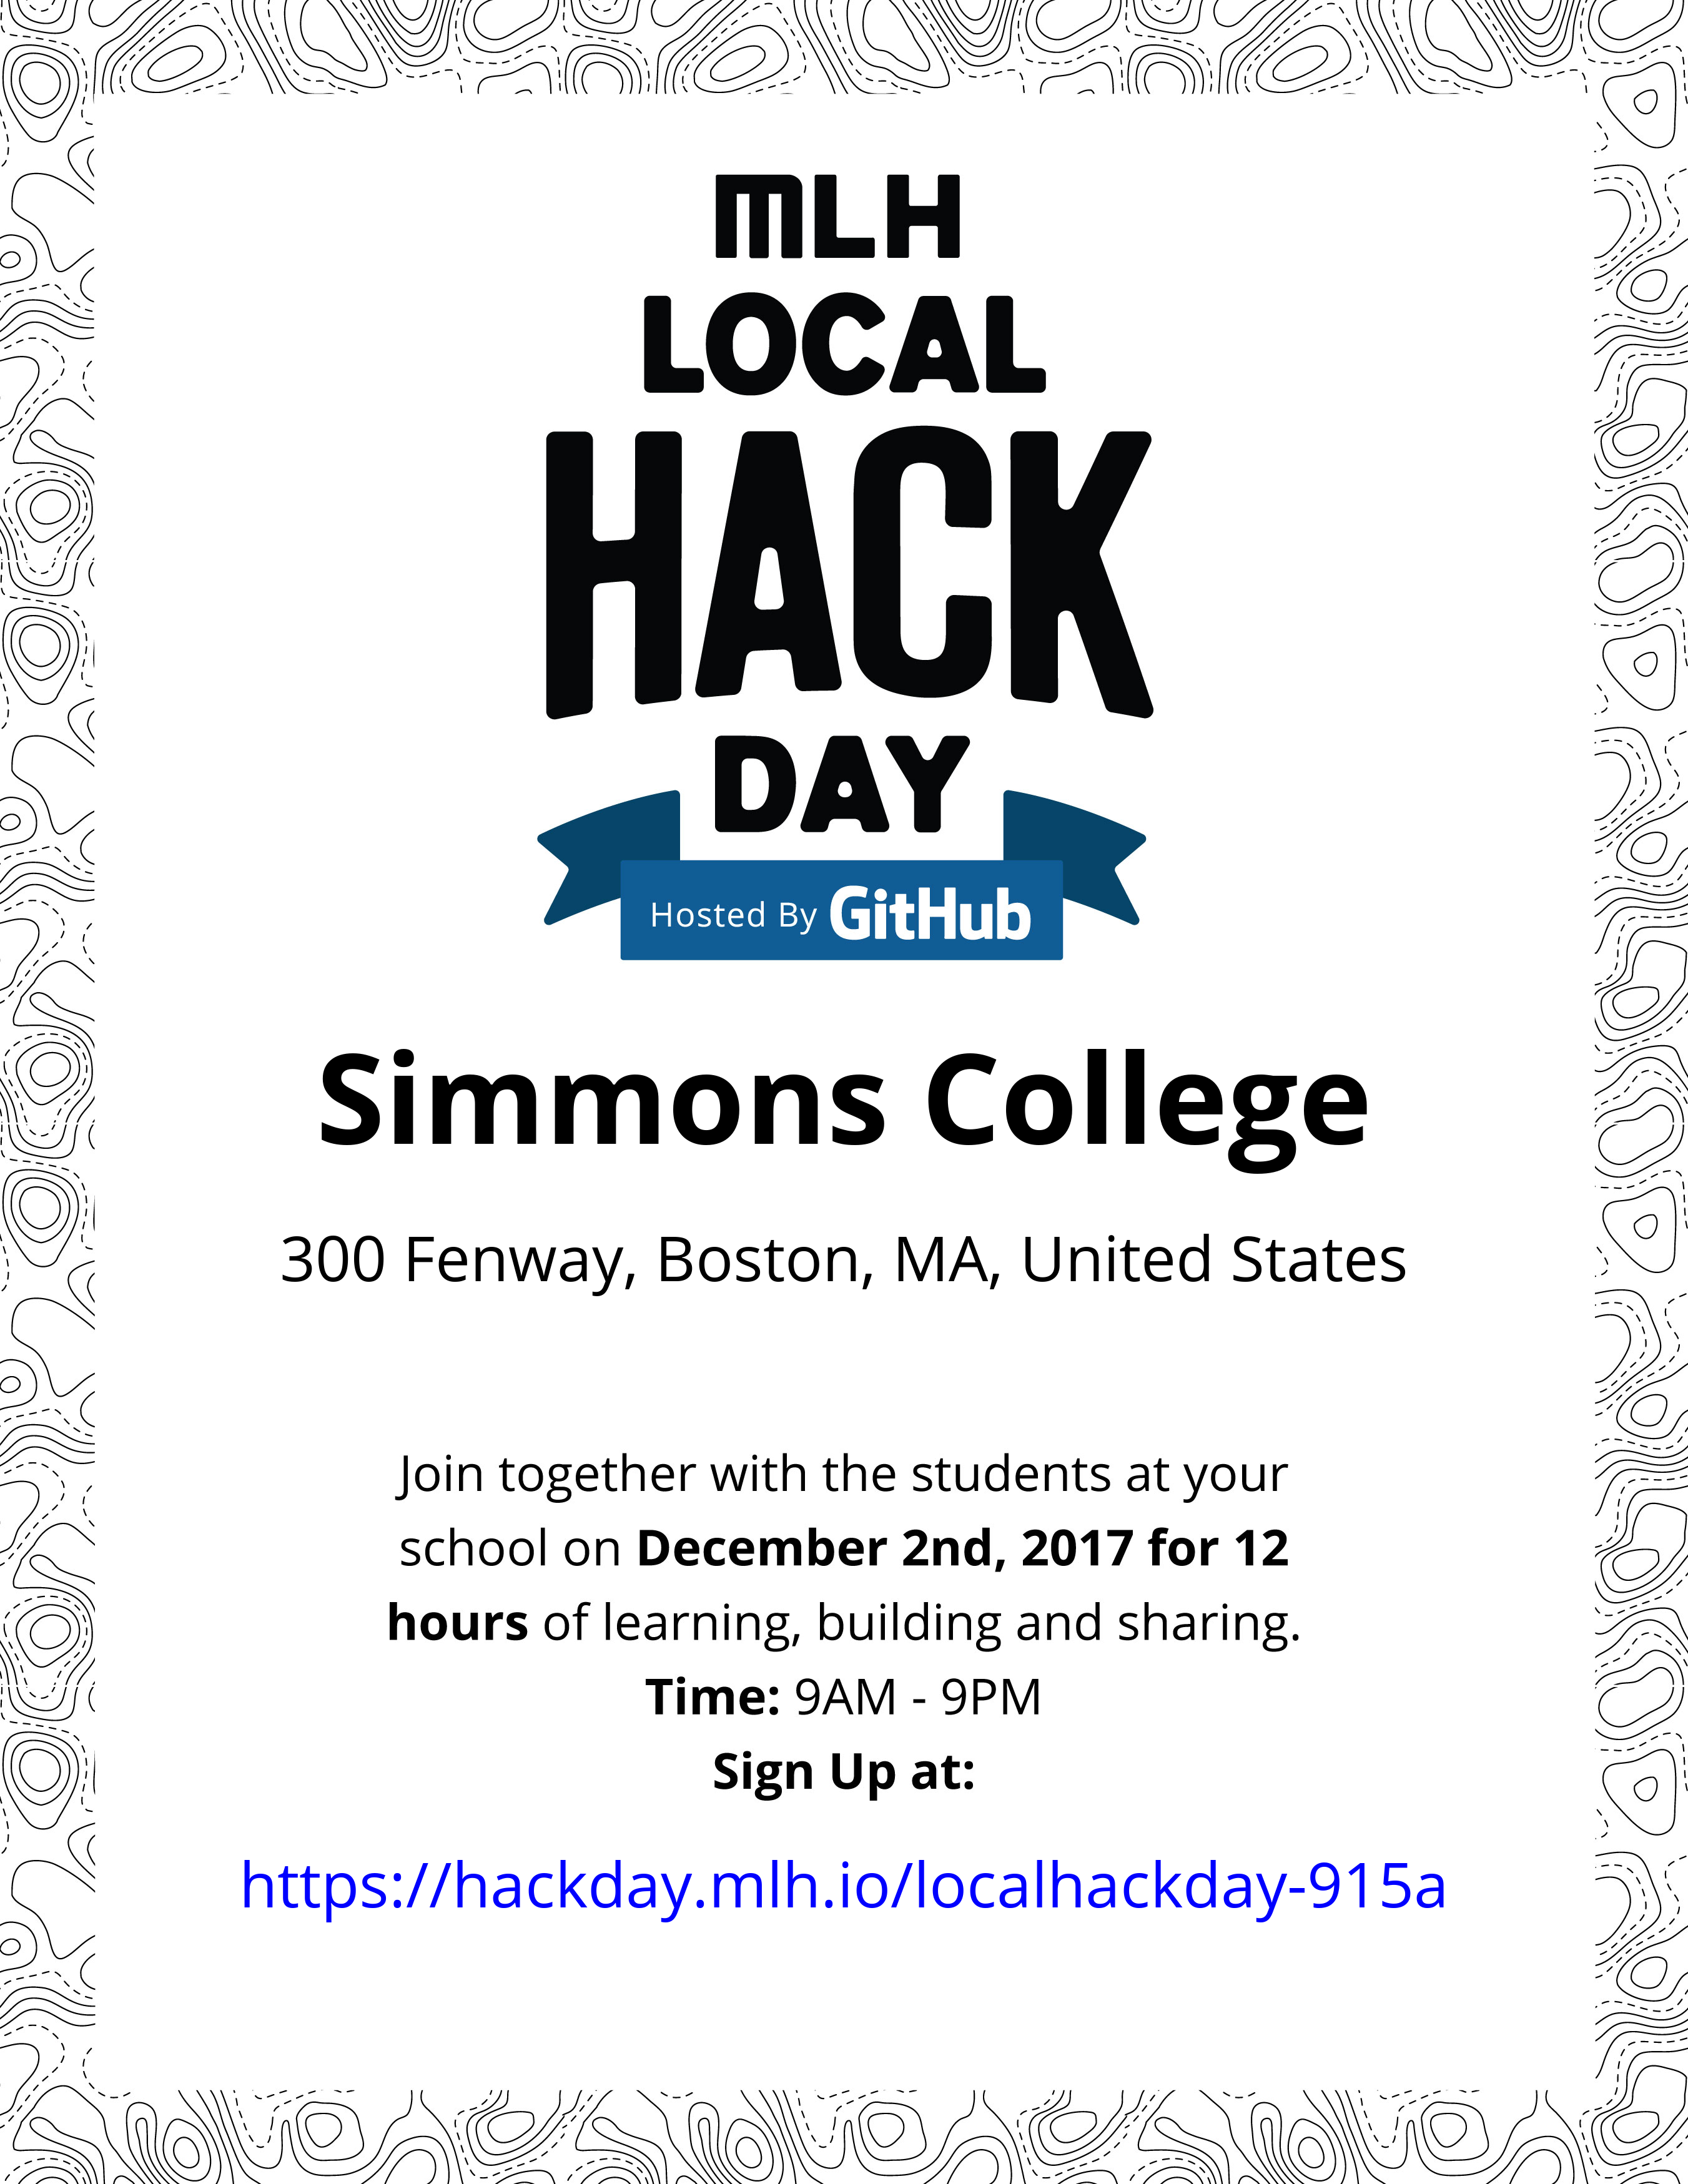 MLH
LOCAL
HACK
DAY
Hosted By GitHub
Simmons College
300 Fenway, Boston, MA, United States
Join together with the students at your
school on December 2nd, 2017 for 12
hours of learning, building and sharing.
Time: 9AM - 9PM
Sign Up at:
https://hackday.mlh.io/localhackday-915a